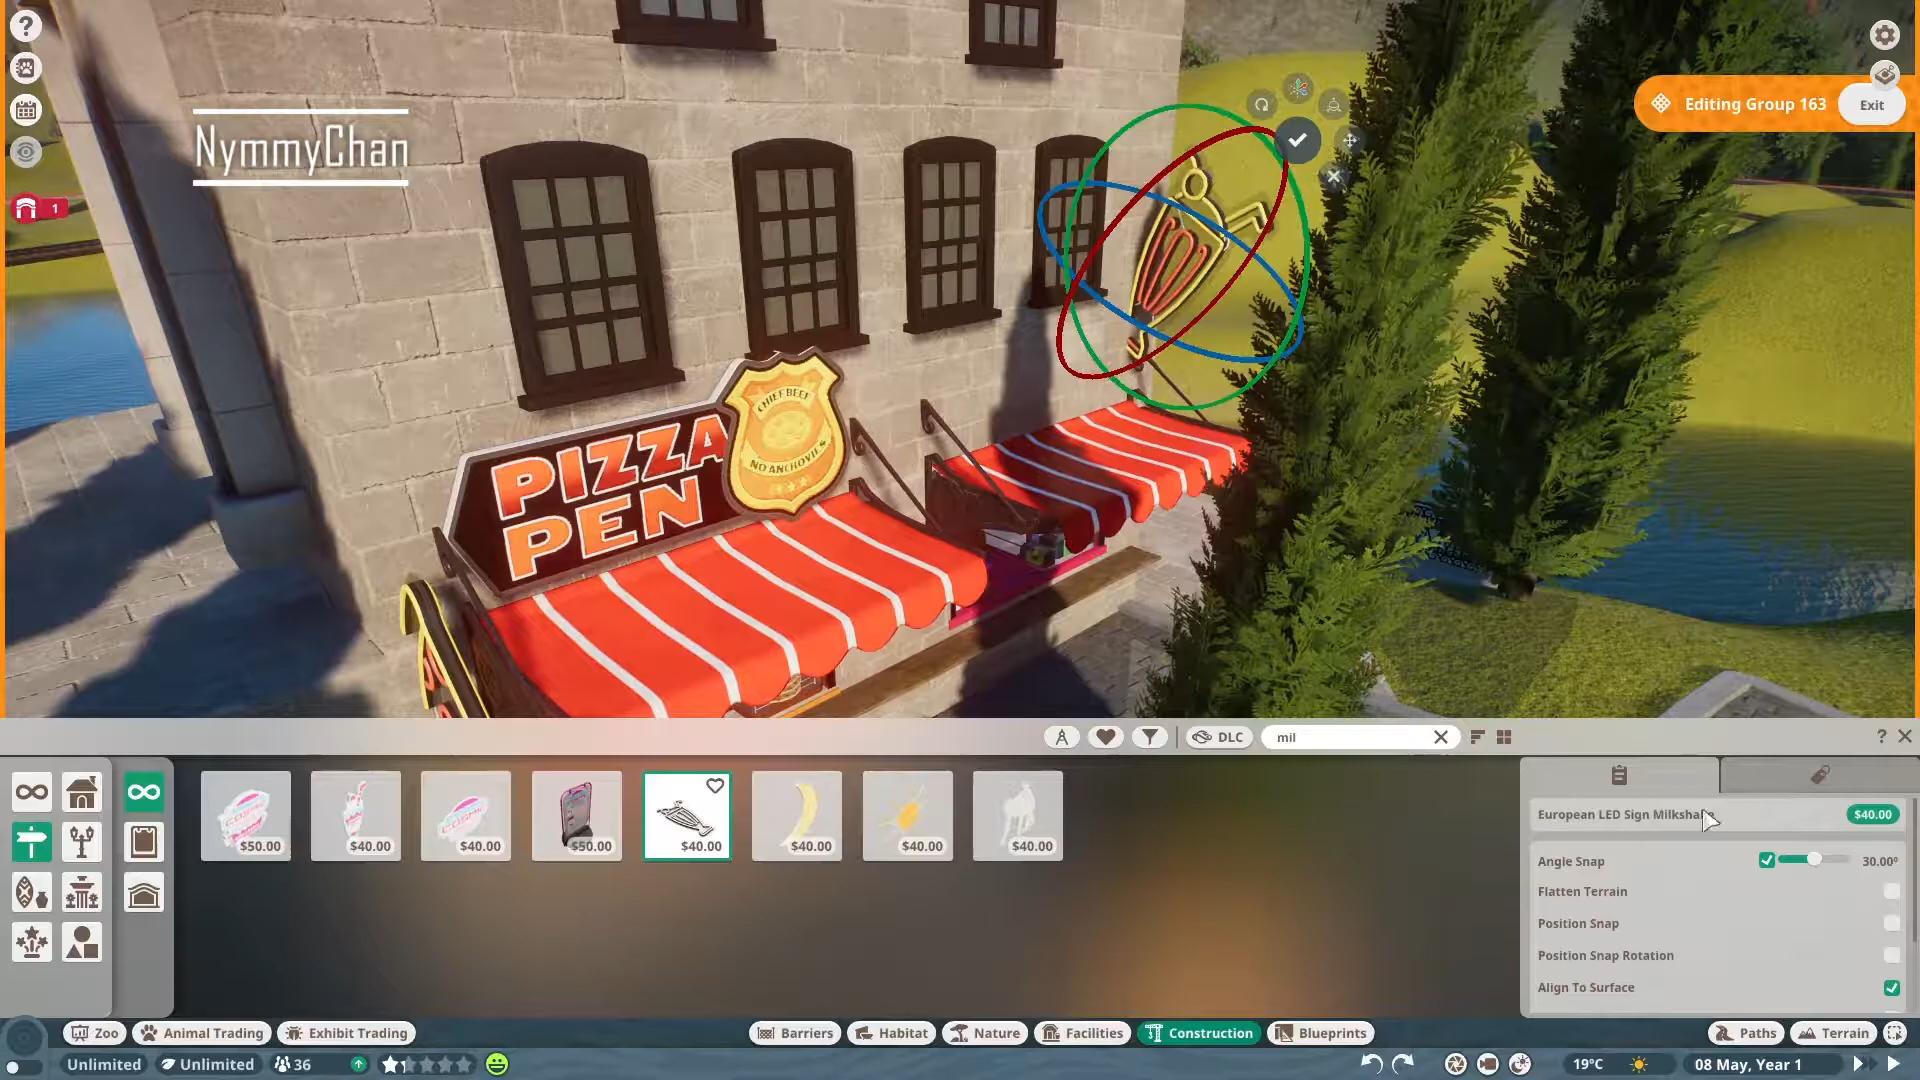 Editing Group 163
Exit
NymmyChan
1
CHIEF BEEF
NO ANCHOVIES
PIZZA
PEN
DLC
mil
?
$50.00
$40.00
$40.00
$50.00
$40.00
$40.00
$40.00
$40.00
European LED Sign Milkshake
$40.00
Angle Snap
30.00°
Flatten Terrain
Position Snap
Position Snap Rotation
Align To Surface
Zoo
Animal Trading
Exhibit Trading
Barriers
Habitat
Nature
Facilities
Construction
Blueprints
Paths
Terrain
Unlimited
Unlimited
36
19°C
08 May, Year 1